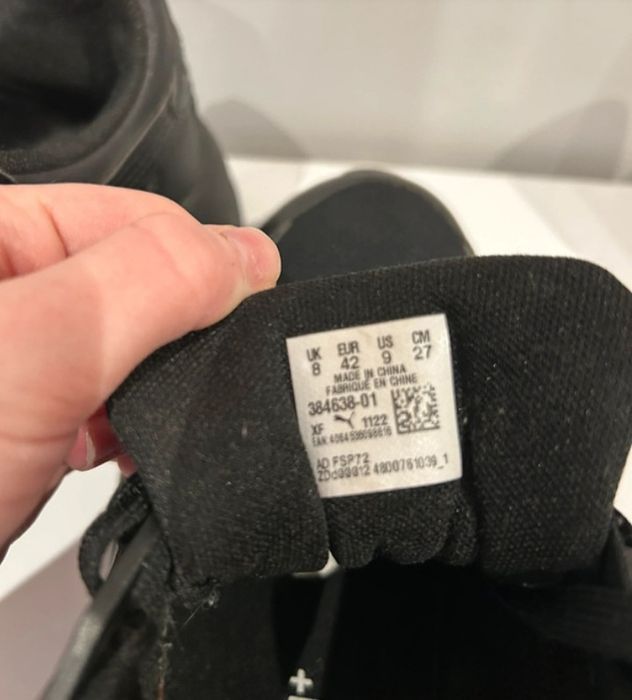 UK EUR US CM
8 42 9 27
MADE IN CHINA
FABRIQUE EN CHINE
384638-01
XF 1122
AO FSP72